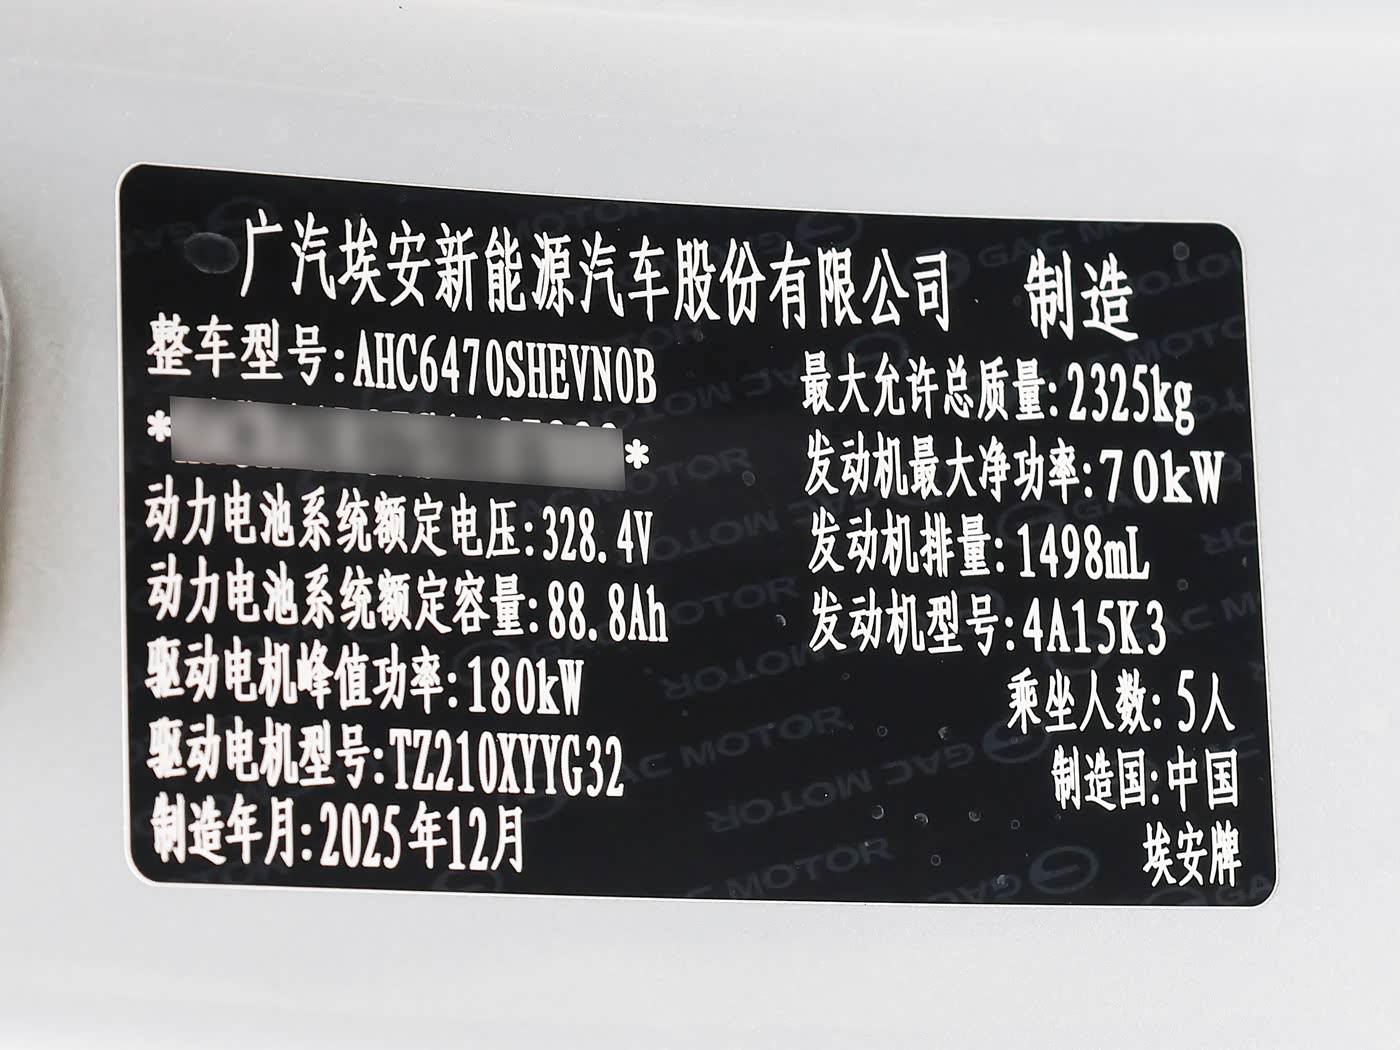 广汽埃安新能源汽车股份有限公司 制造
整车型号:AHC6470SHEVN0B
最大允许总质量:2325kg
发动机最大净功率:70kW
动力电池系统额定电压:328.4V
发动机排量:1498mL
动力电池系统额定容量:88.8Ah
发动机型号:4A15K3
驱动电机峰值功率:180kW
乘坐人数:5人
驱动电机型号:TZ210XYYG32
制造国:中国
制造年月:2025年12月
埃安牌
GAC MOTOR